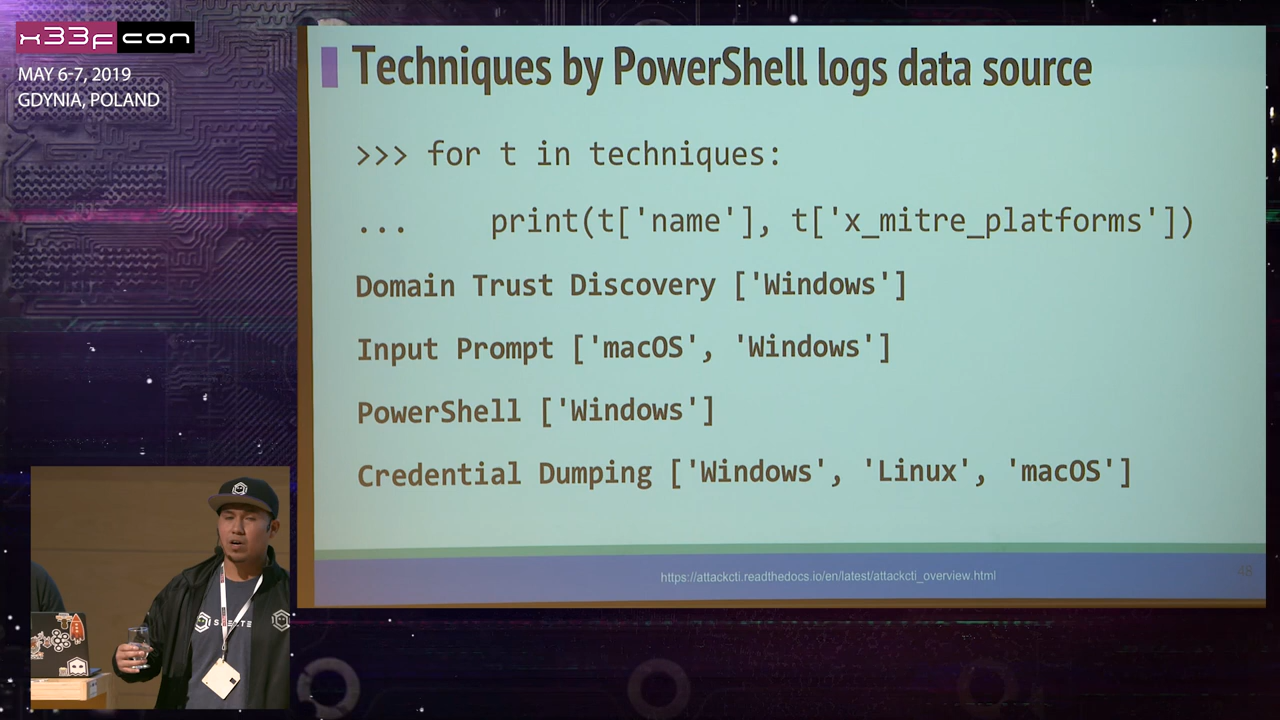 x33fcon
MAY 6-7, 2019
GDYNIA, POLAND
Techniques by PowerShell logs data source
>>> for t in techniques:
... print(t['name'], t['x_mitre_platforms'])
Domain Trust Discovery ['Windows']
Input Prompt ['macOS', 'Windows']
PowerShell ['Windows']
Credential Dumping ['Windows', 'Linux', 'macOS']
https://attackcti.readthedocs.io/en/latest/attackcti_overview.html
48